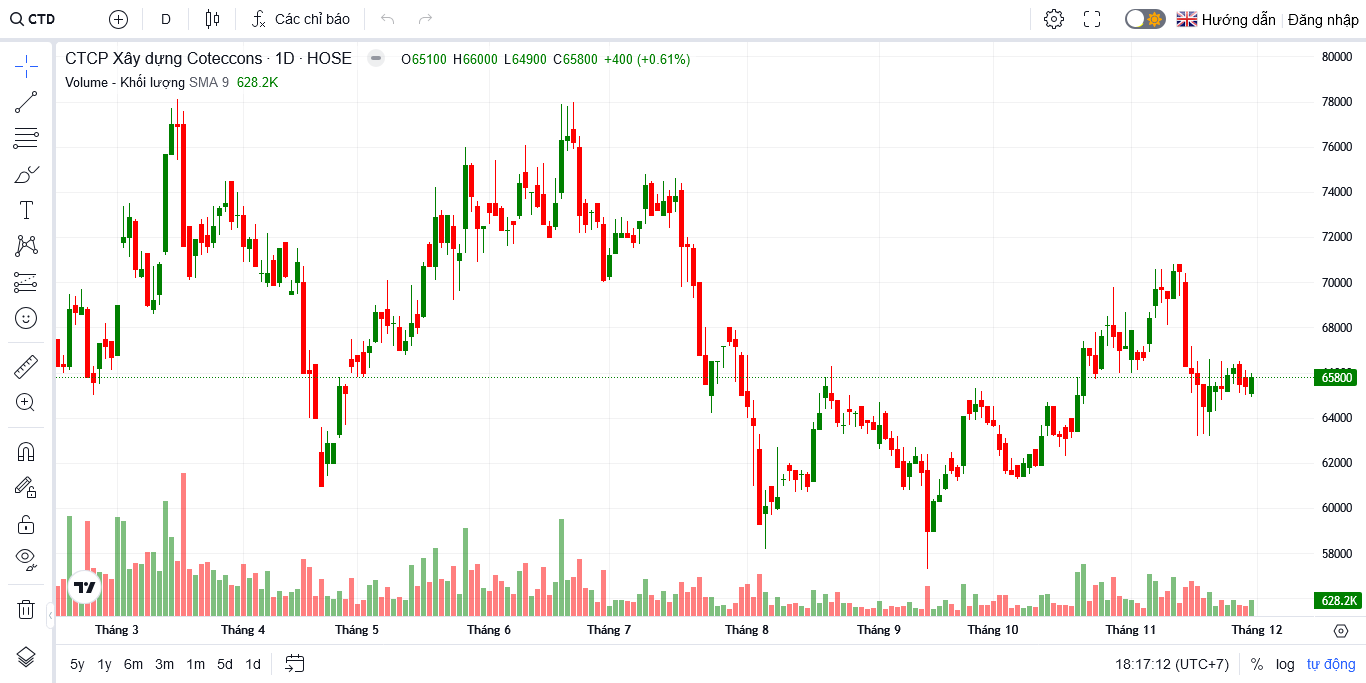 CTD D Các chỉ báo Hướng dẫn Đăng nhập
CTCP Xây dựng Coteccons · 1D · HOSE O65100 H66000 L64900 C65800 +400 (+0.61%)
Volume - Khối lượng SMA 9 628.2K
80000
78000
76000
74000
72000
70000
68000
65800
64000
62000
60000
58000
628.2K
Tháng 3 Tháng 4 Tháng 5 Tháng 6 Tháng 7 Tháng 8 Tháng 9 Tháng 10 Tháng 11 Tháng 12
5y 1y 6m 3m 1m 5d 1d 18:17:12 (UTC+7) % log tự động